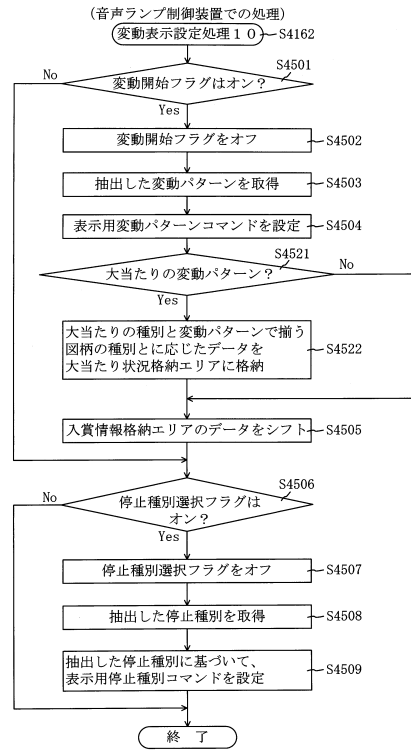 (音声ランプ制御装置での処理)
変動表示設定処理10
S4162
S4501
No
変動開始フラグはオン?
Yes
変動開始フラグをオフ
S4502
抽出した変動パターンを取得
S4503
表示用変動パターンコマンドを設定
S4504
S4521
大当たりの変動パターン?
No
Yes
大当たりの種別と変動パターンで揃う
図柄の種別とに応じたデータを
大当たり状況格納エリアに格納
S4522
入賞情報格納エリアのデータをシフト
S4505
S4506
No
停止種別選択フラグは
オン?
Yes
停止種別選択フラグをオフ
S4507
抽出した停止種別を取得
S4508
抽出した停止種別に基づいて、
表示用停止種別コマンドを設定
S4509
終 了